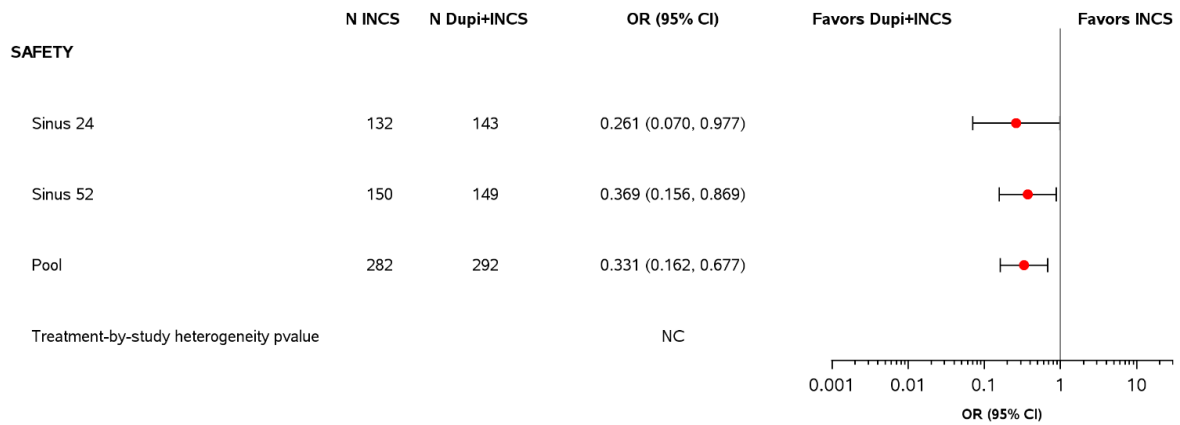 N INCS N Dupi+INCS OR (95% CI) Favors Dupi+INCS Favors INCS
SAFETY
Sinus 24 132 143 0.261 (0.070, 0.977)
Sinus 52 150 149 0.369 (0.156, 0.869)
Pool 282 292 0.331 (0.162, 0.677)
Treatment-by-study heterogeneity pvalue NC
0.001 0.01 0.1 1 10
OR (95% CI)